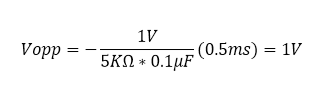 Vopp = − 1V / 5KΩ ∗ 0.1μF (0.5ms) = 1V